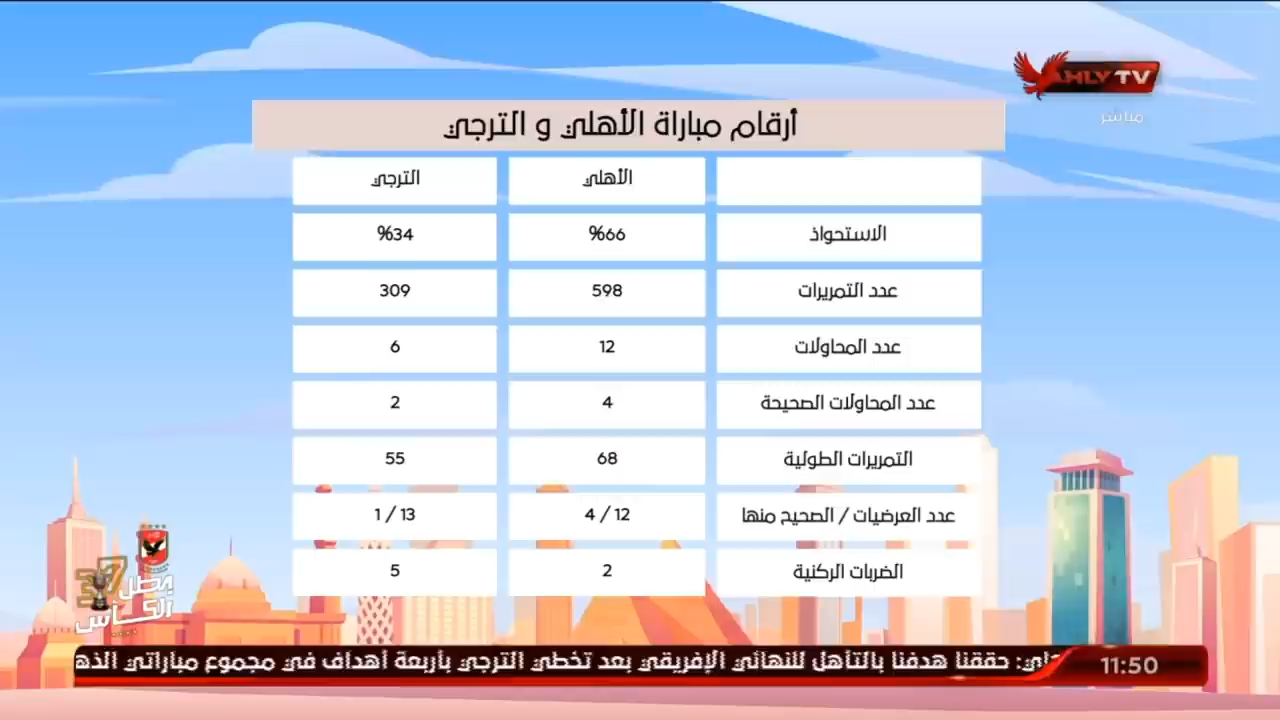 AHLY TV
مباشر
أرقام مباراة الأهلي و الترجي
الأهلي الترجي
الاستحواذ %66 %34
عدد التمريرات 598 309
عدد المحاولات 12 6
عدد المحاولات الصحيحة 4 2
التمريرات الطولية 68 55
عدد العرضيات / الصحيح منها 12 / 4 13 / 1
الضربات الركنية 2 5
37
بطل
الكأس
11:50
حققنا هدفنا بالتأهل للنهائي الإفريقي بعد تخطي الترجي بأربعة أهداف في مجموع مباراتي